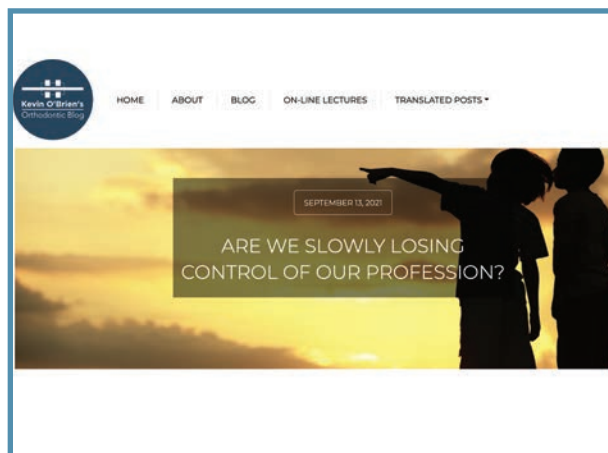 Kevin O'Brien's
Orthodontic Blog
HOME ABOUT BLOG ON-LINE LECTURES TRANSLATED POSTS
SEPTEMBER 13, 2021
ARE WE SLOWLY LOSING
CONTROL OF OUR PROFESSION?